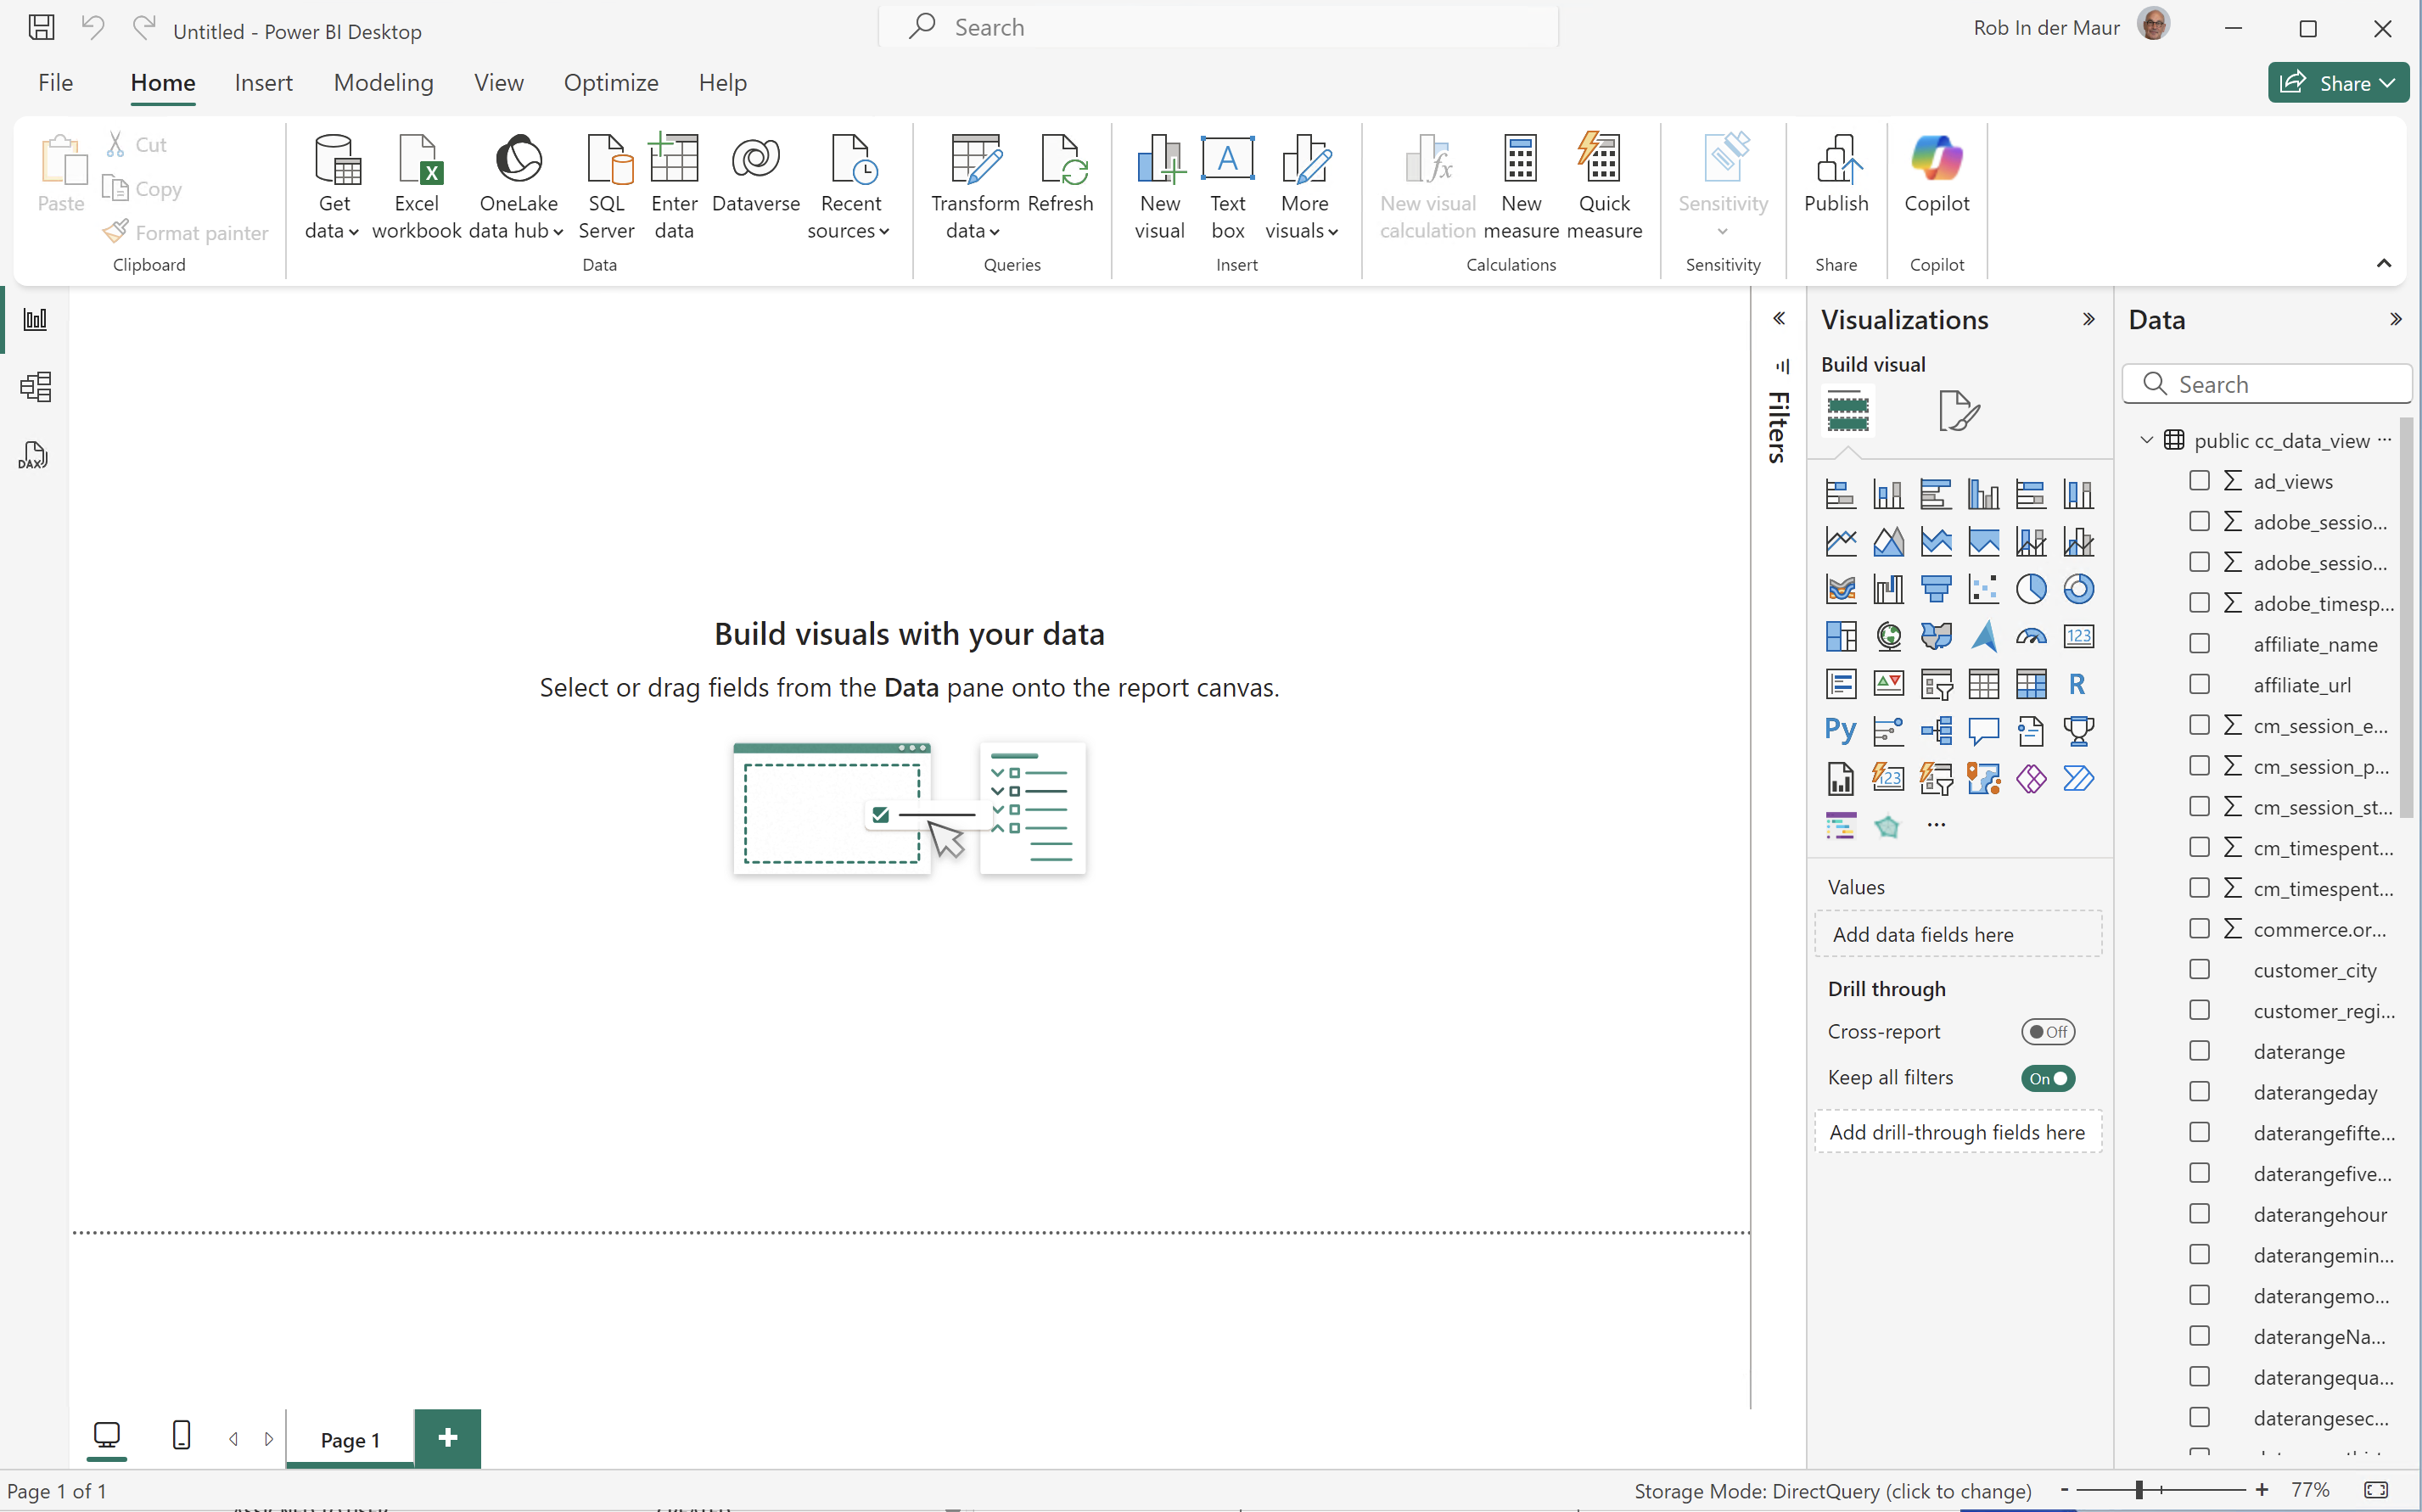 Untitled - Power BI Desktop
Search
Rob In der Maur
File Home Insert Modeling View Optimize Help
Share
Paste
Cut
Copy
Format painter
Clipboard
Get data
Excel workbook
OneLake data hub
SQL Server
Enter data
Dataverse
Recent sources
Data
Transform data
Refresh
Queries
New visual
Text box
More visuals
Insert
New visual calculation
New measure
Quick measure
Calculations
Sensitivity
Sensitivity
Publish
Share
Copilot
Copilot
DAX
Build visuals with your data
Select or drag fields from the Data pane onto the report canvas.
Filters
Visualizations
Build visual
123
R
Py
123
Values
Add data fields here
Drill through
Cross-report
Off
Keep all filters
On
Add drill-through fields here
Data
Search
public cc_data_view ...
ad_views
adobe_sessio...
adobe_sessio...
adobe_timesp...
affiliate_name
affiliate_url
cm_session_e...
cm_session_p...
cm_session_st...
cm_timespent...
cm_timespent...
commerce.or...
customer_city
customer_regi...
daterange
daterangeday
daterangefifte...
daterangefive...
daterangehour
daterangemin...
daterangemo...
daterangeNa...
daterangequa...
daterangesec...
Page 1
Page 1 of 1
Storage Mode: DirectQuery (click to change)
- + 77%